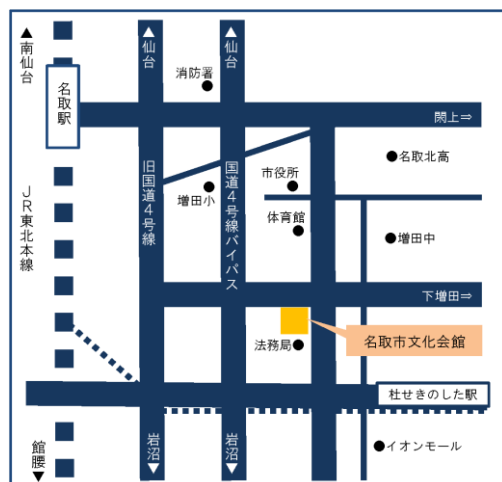 ▲南仙台
▲仙台
▲仙台
消防署
名取駅
閖上⇒
名取北高
旧国道4号線
国道4号線バイパス
市役所
増田小
JR東北本線
体育館
増田中
下増田⇒
名取市文化会館
法務局
杜せきのした駅
館腰▼
岩沼▼
岩沼▼
イオンモール